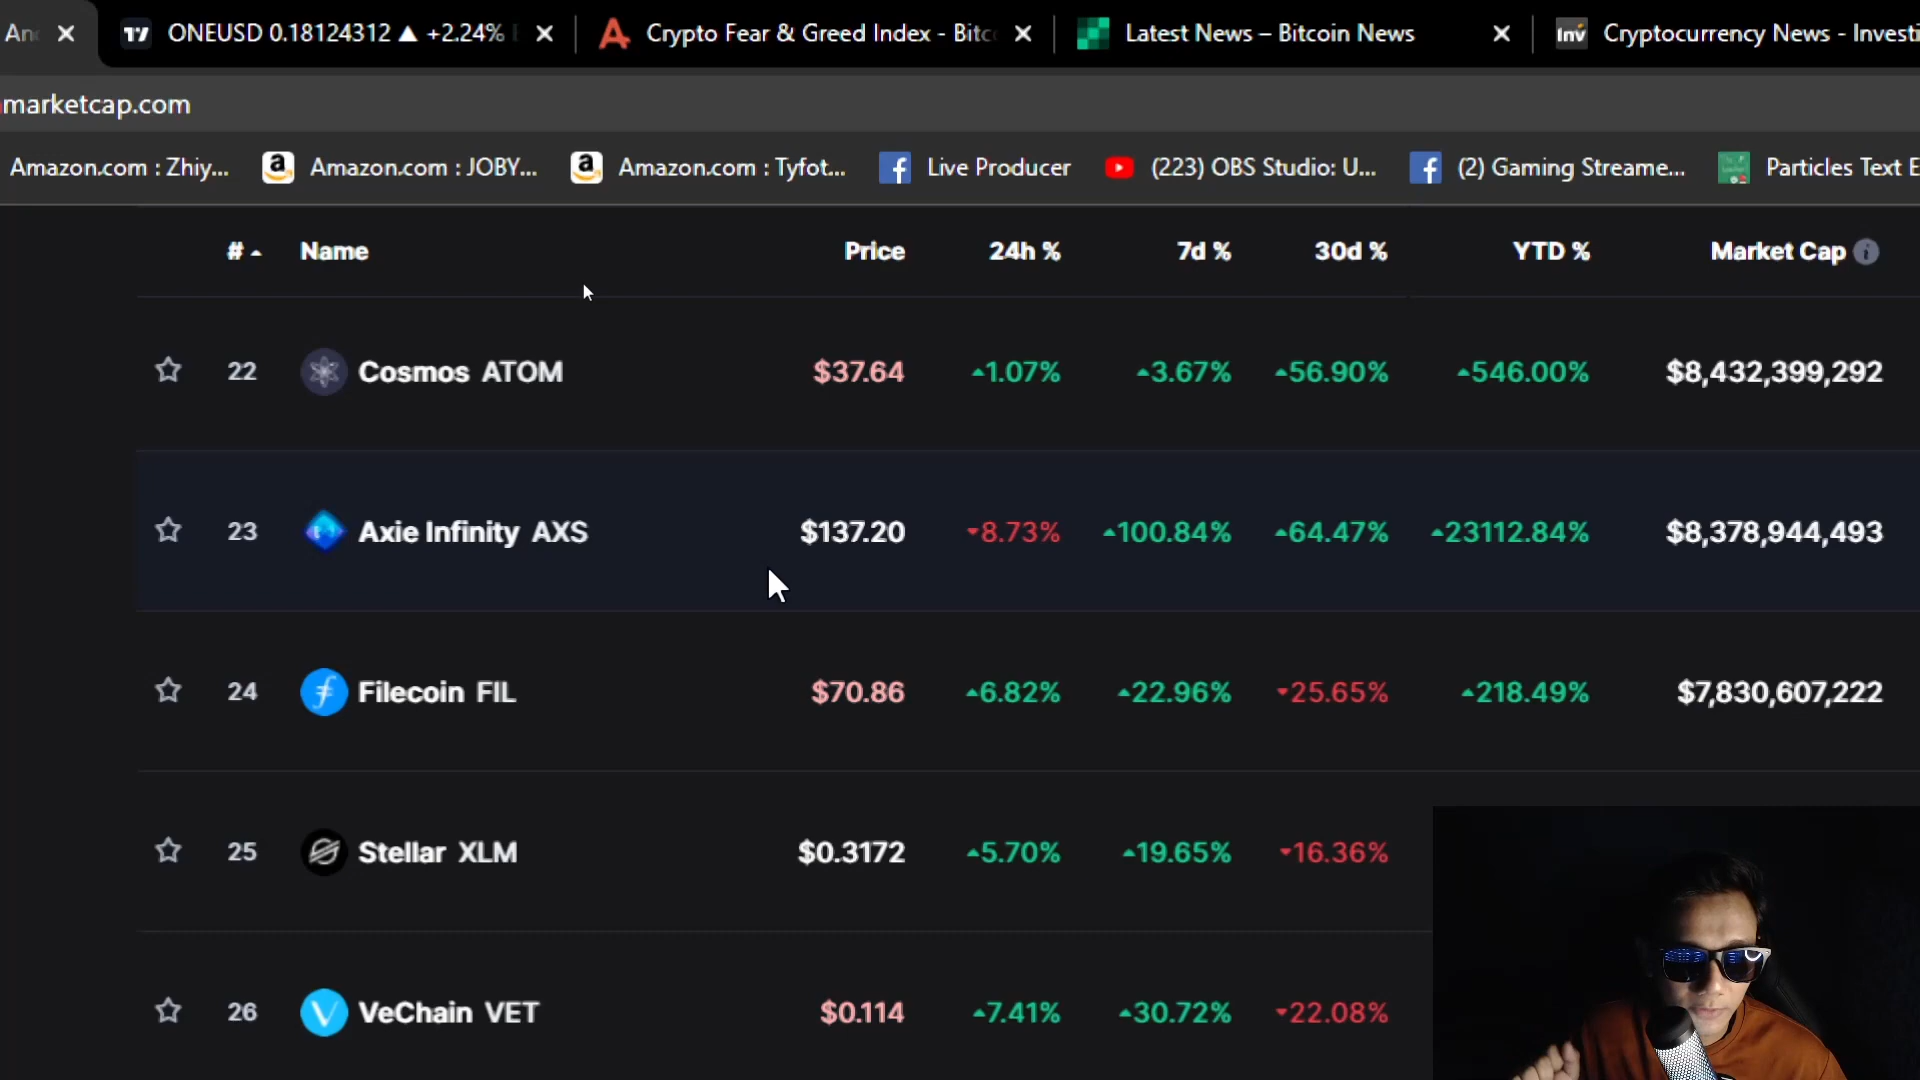 An
ONEUSD 0.18124312 ▲ +2.24%
Crypto Fear & Greed Index - Bitc
Latest News – Bitcoin News
Cryptocurrency News - Investi
marketcap.com
Amazon.com : Zhiy...
Amazon.com : JOBY...
Amazon.com : Tyfot...
Live Producer
(223) OBS Studio: U...
(2) Gaming Streame...
Particles Text E
# Name Price 24h % 7d % 30d % YTD % Market Cap
22 Cosmos ATOM $37.64 1.07% 3.67% 56.90% 546.00% $8,432,399,292
23 Axie Infinity AXS $137.20 8.73% 100.84% 64.47% 23112.84% $8,378,944,493
24 Filecoin FIL $70.86 6.82% 22.96% 25.65% 218.49% $7,830,607,222
25 Stellar XLM $0.3172 5.70% 19.65% 16.36%
26 VeChain VET $0.114 7.41% 30.72% 22.08%